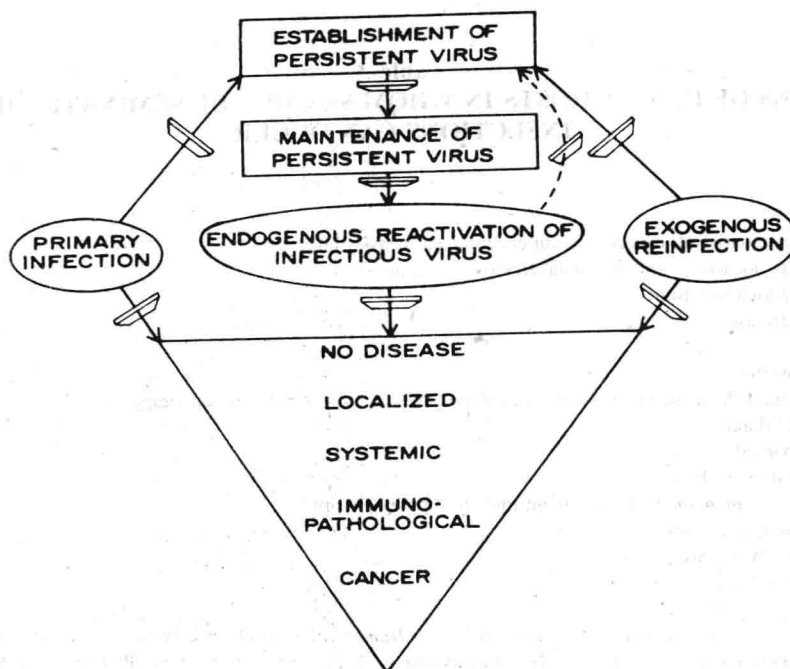 ESTABLISHMENT OF
PERSISTENT VIRUS
MAINTENANCE OF
PERSISTENT VIRUS
PRIMARY
INFECTION
ENDOGENOUS REACTIVATION OF
INFECTIOUS VIRUS
EXOGENOUS
REINFECTION
NO DISEASE
LOCALIZED
SYSTEMIC
IMMUNO-
PATHOLOGICAL
CANCER